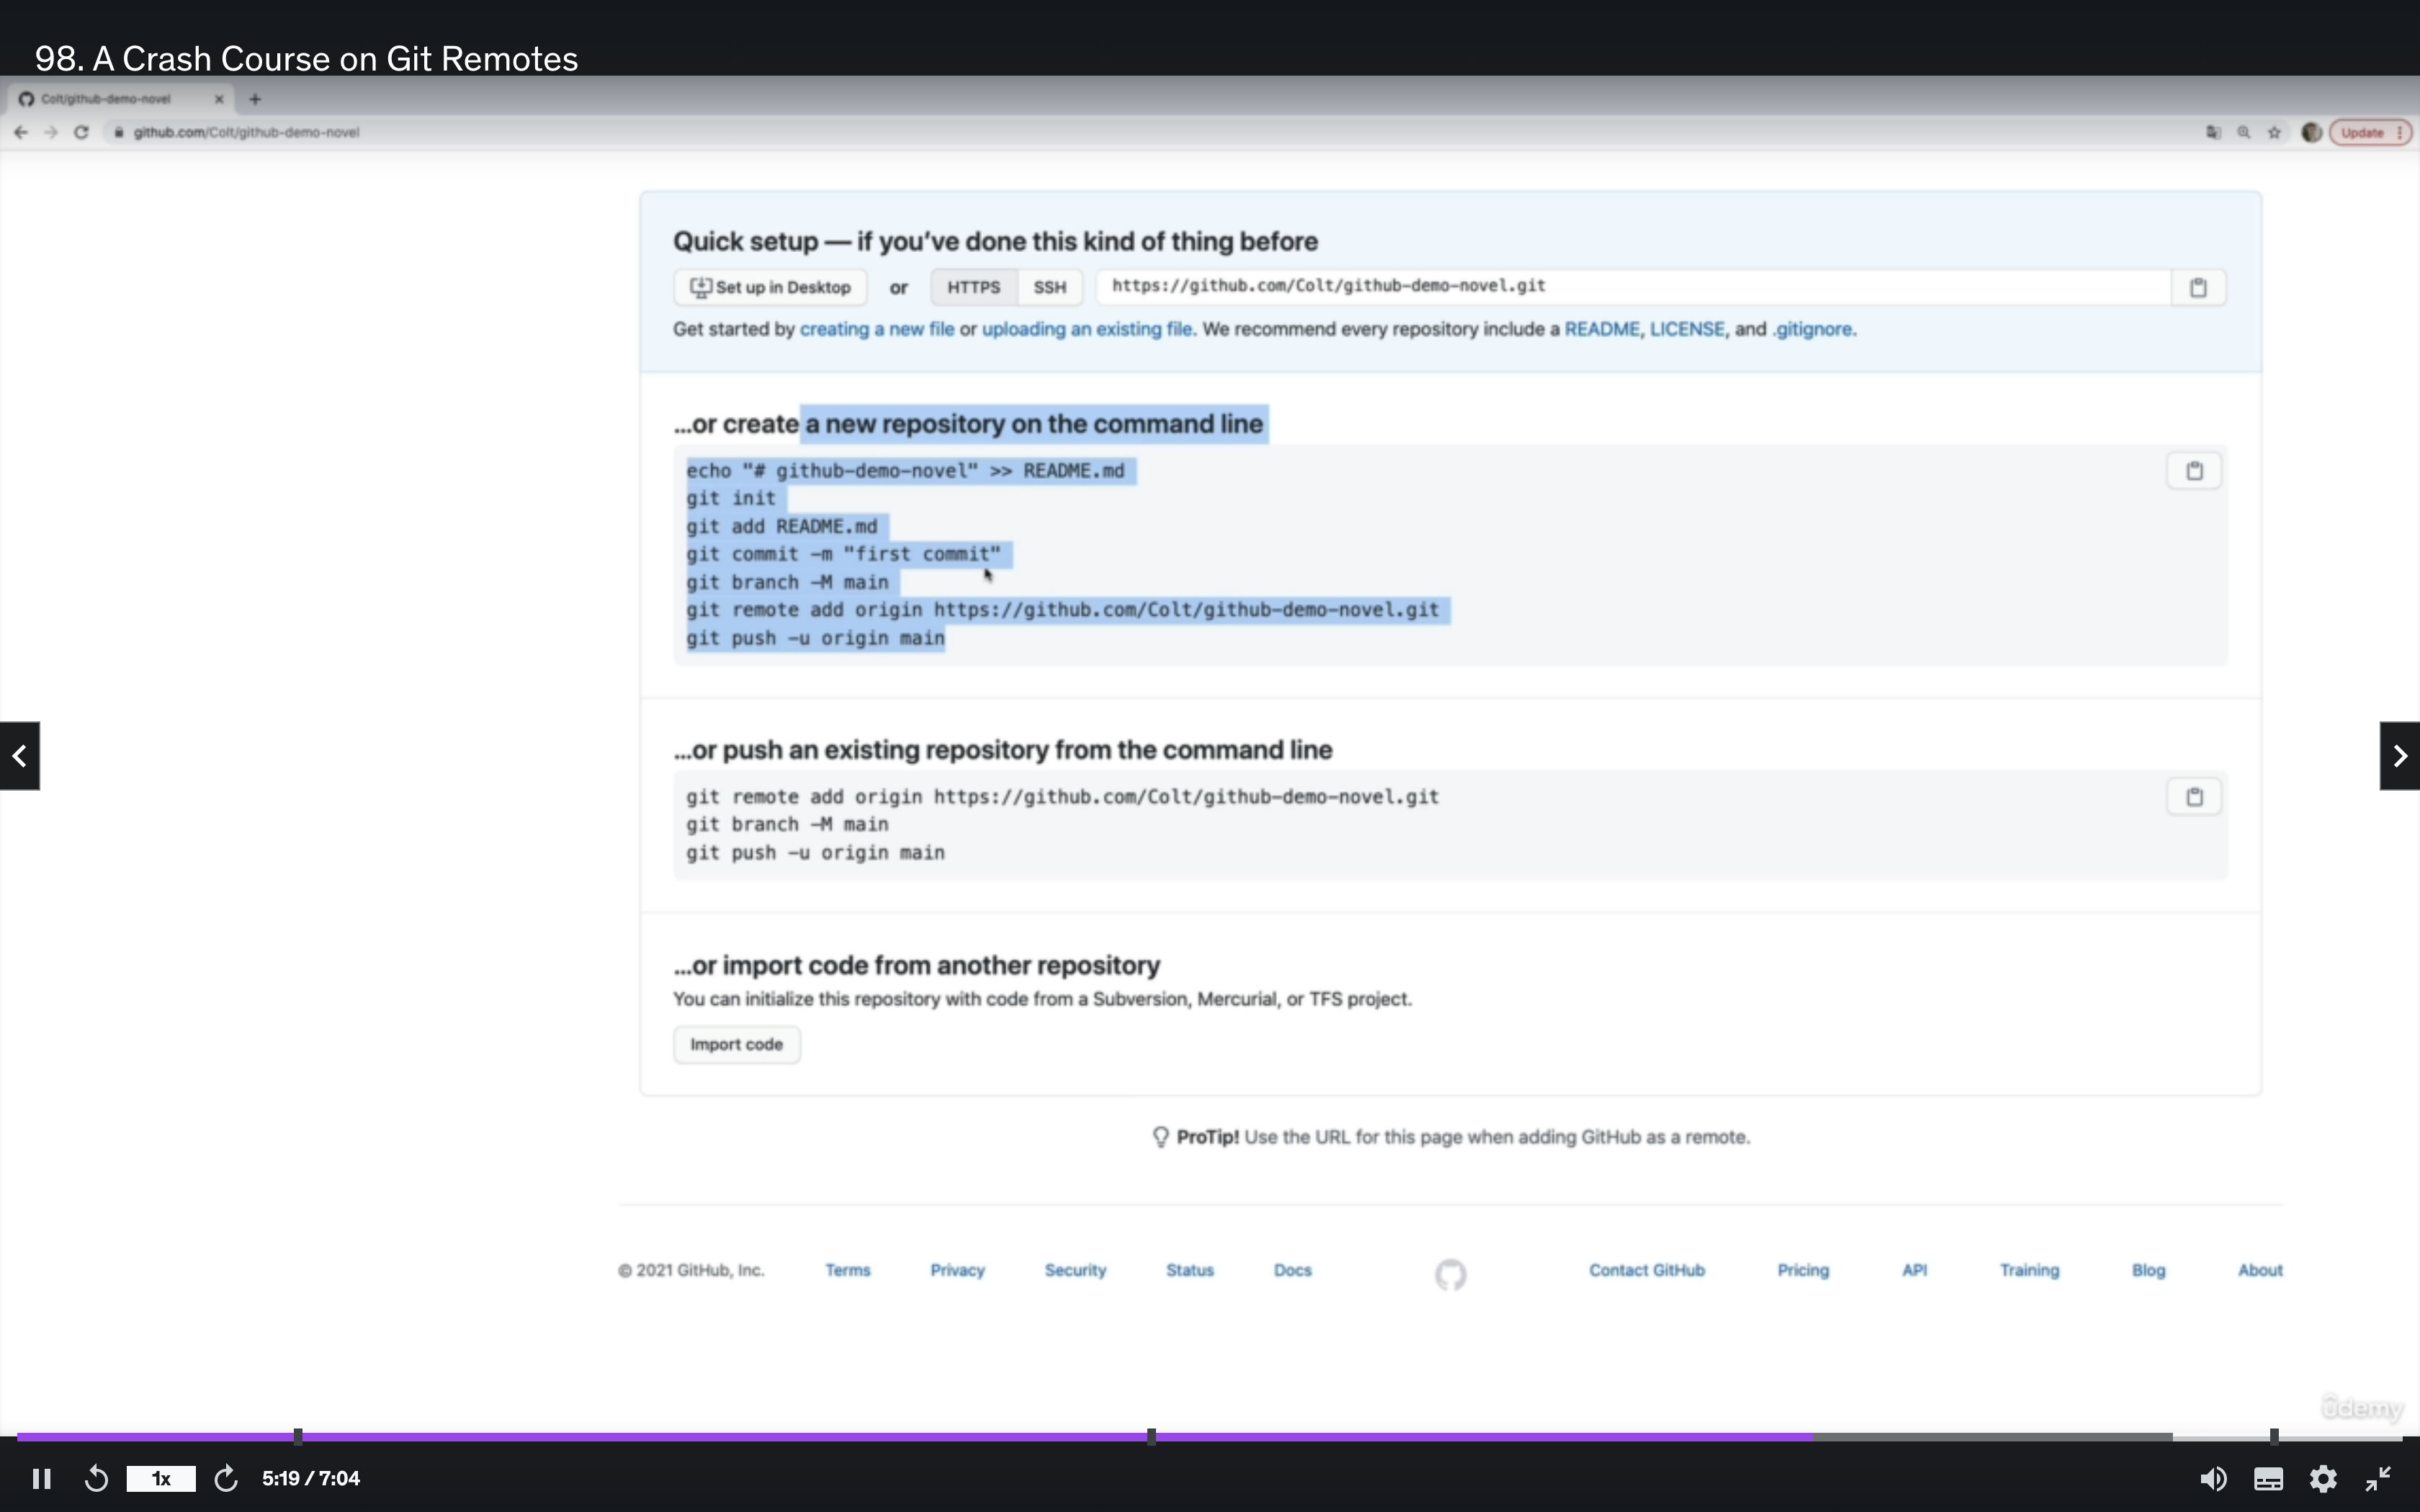 98. A Crash Course on Git Remotes
Colt/github-demo-novel
github.com/Colt/github-demo-novel
Update
Quick setup — if you've done this kind of thing before
Set up in Desktop or HTTPS SSH https://github.com/Colt/github-demo-novel.git
Get started by creating a new file or uploading an existing file. We recommend every repository include a README, LICENSE, and .gitignore.
...or create a new repository on the command line
echo "# github-demo-novel" >> README.md
git init
git add README.md
git commit -m "first commit"
git branch -M main
git remote add origin https://github.com/Colt/github-demo-novel.git
git push -u origin main
...or push an existing repository from the command line
git remote add origin https://github.com/Colt/github-demo-novel.git
git branch -M main
git push -u origin main
...or import code from another repository
You can initialize this repository with code from a Subversion, Mercurial, or TFS project.
Import code
ProTip! Use the URL for this page when adding GitHub as a remote.
© 2021 GitHub, Inc. Terms Privacy Security Status Docs Contact GitHub Pricing API Training Blog About
ûdemy
1x 5:19 / 7:04